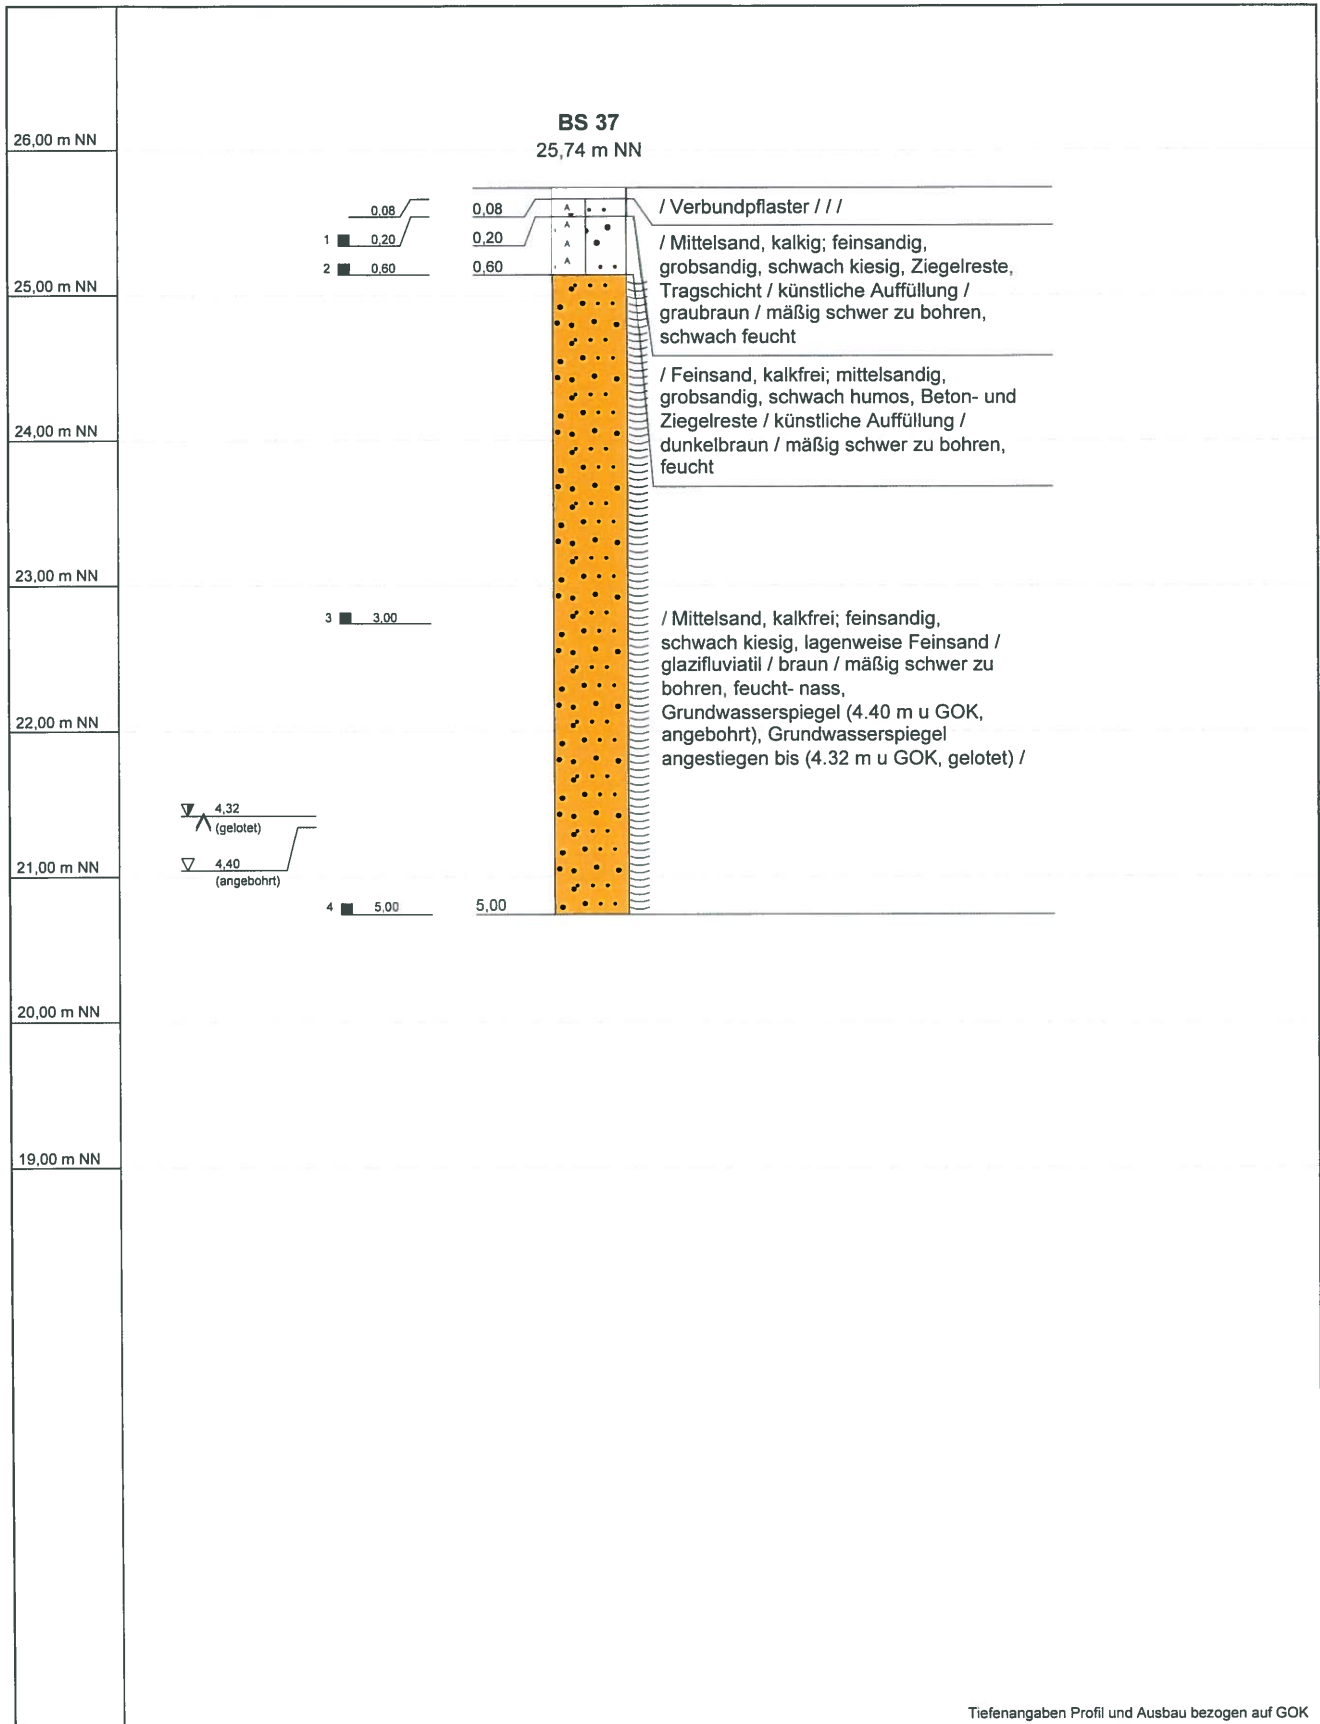 BS 37
25,74 m NN
26,00 m NN
25,00 m NN
24,00 m NN
23,00 m NN
22,00 m NN
21,00 m NN
20,00 m NN
19,00 m NN
0,08
1 0,20
2 0,60
3 3,00
4,32
(gelotet)
4,40
(angebohrt)
4 5,00
0,08
0,20
0,60
5,00
A
A
A
A
/ Verbundpflaster / / /
/ Mittelsand, kalkig; feinsandig,
grobsandig, schwach kiesig, Ziegelreste,
Tragschicht / künstliche Auffüllung /
graubraun / mäßig schwer zu bohren,
schwach feucht
/ Feinsand, kalkfrei; mittelsandig,
grobsandig, schwach humos, Beton- und
Ziegelreste / künstliche Auffüllung /
dunkelbraun / mäßig schwer zu bohren,
feucht
/ Mittelsand, kalkfrei; feinsandig,
schwach kiesig, lagenweise Feinsand /
glazifluviatil / braun / mäßig schwer zu
bohren, feucht- nass,
Grundwasserspiegel (4.40 m u GOK,
angebohrt), Grundwasserspiegel
angestiegen bis (4.32 m u GOK, gelotet) /
Tiefenangaben Profil und Ausbau bezogen auf GOK